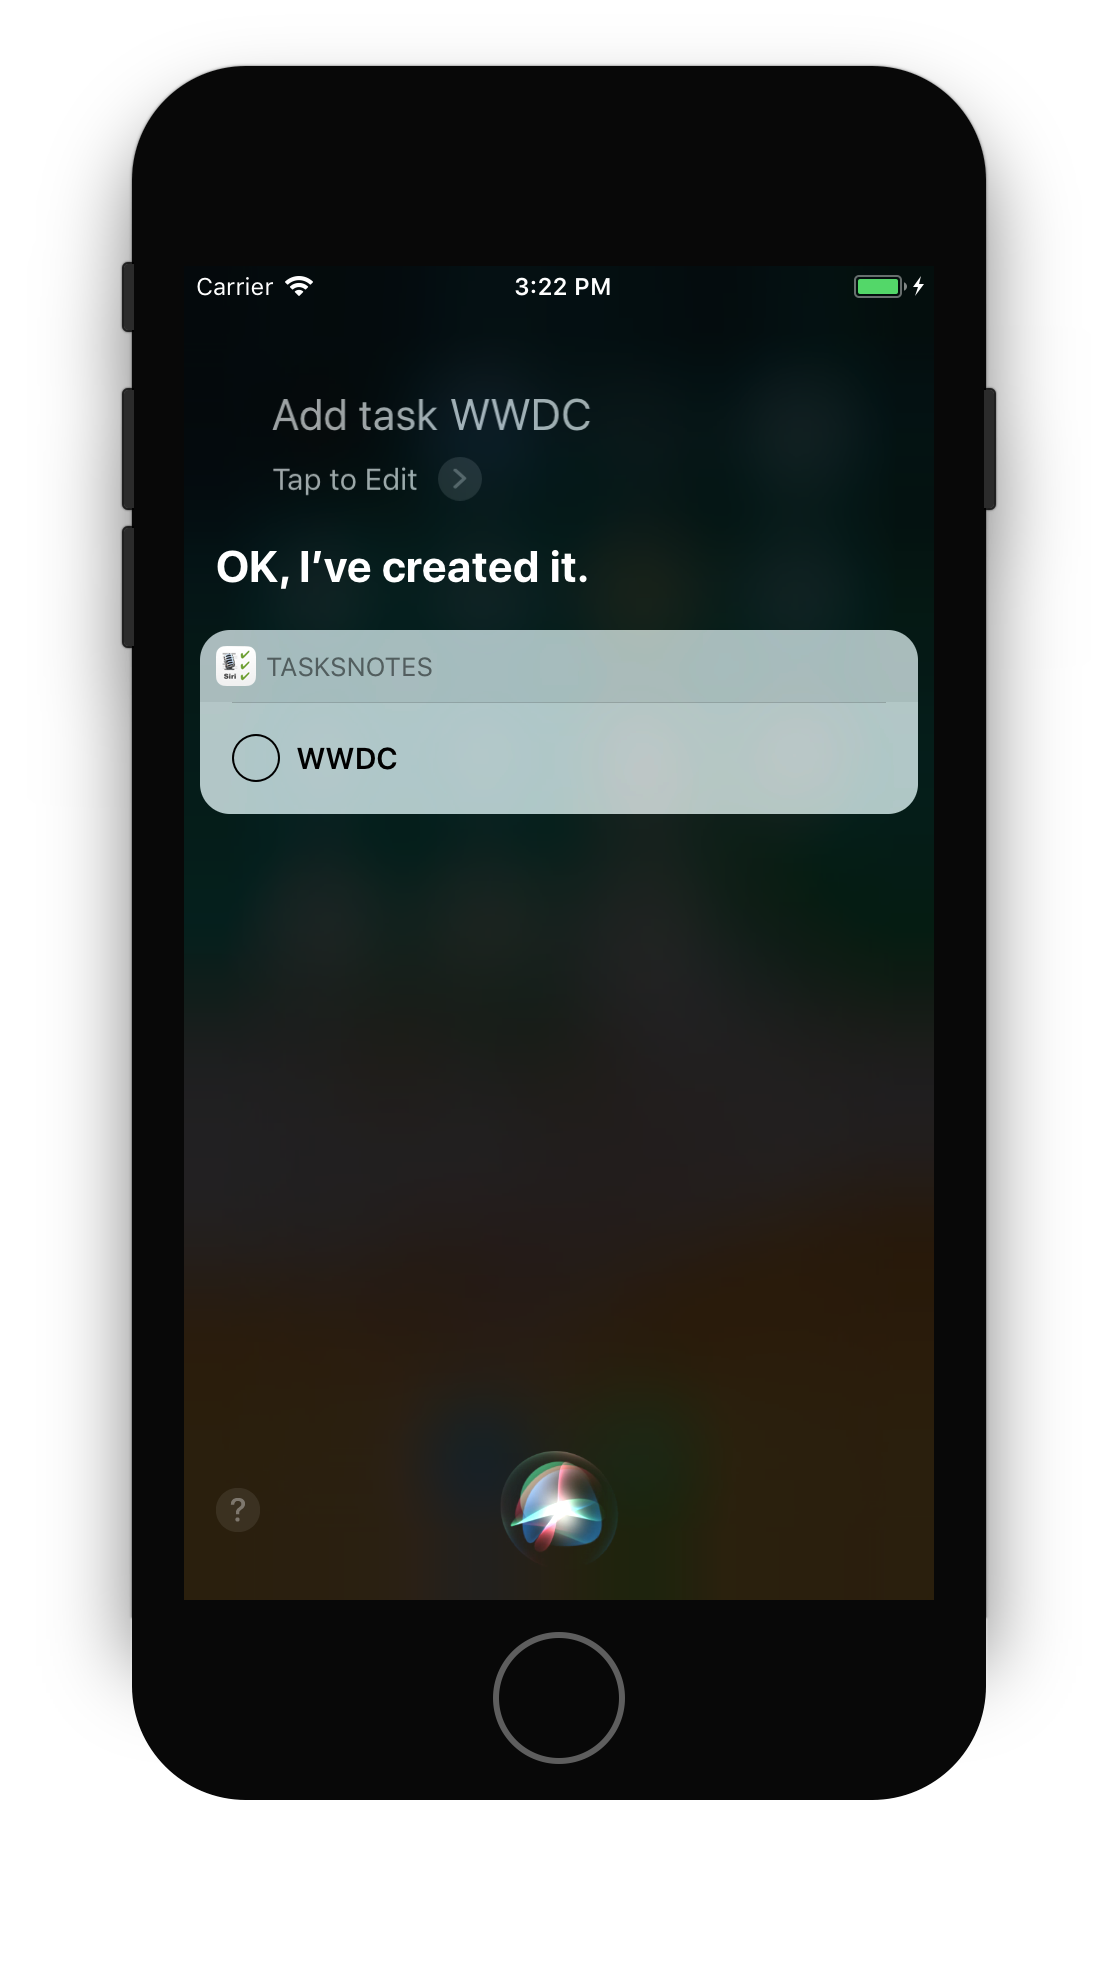 Carrier 3:22 PM
Add task WWDC
Tap to Edit
OK, I’ve created it.
Siri
TASKSNOTES
WWDC
?